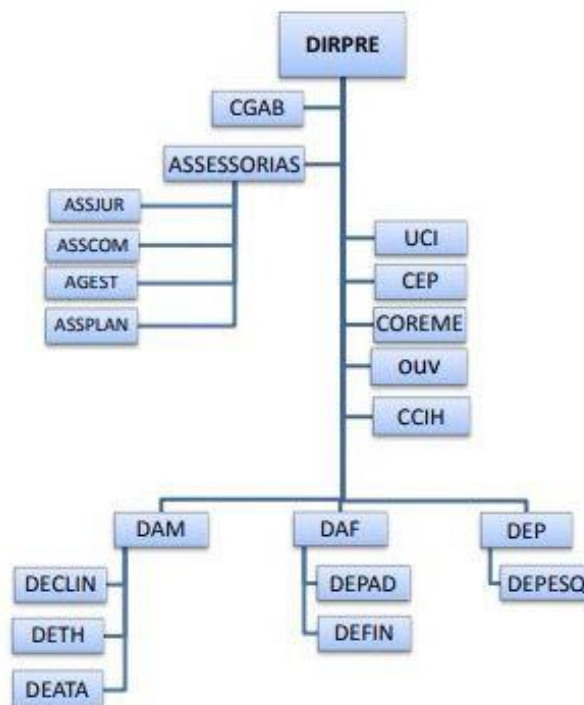 DIRPRE
CGAB
ASSESSORIAS
ASSJUR
ASSCOM
AGEST
ASSPLAN
UCI
CEP
COREME
OUV
CCIH
DAM
DAF
DEP
DECLIN
DETH
DEATA
DEPAD
DEFIN
DEPESQ